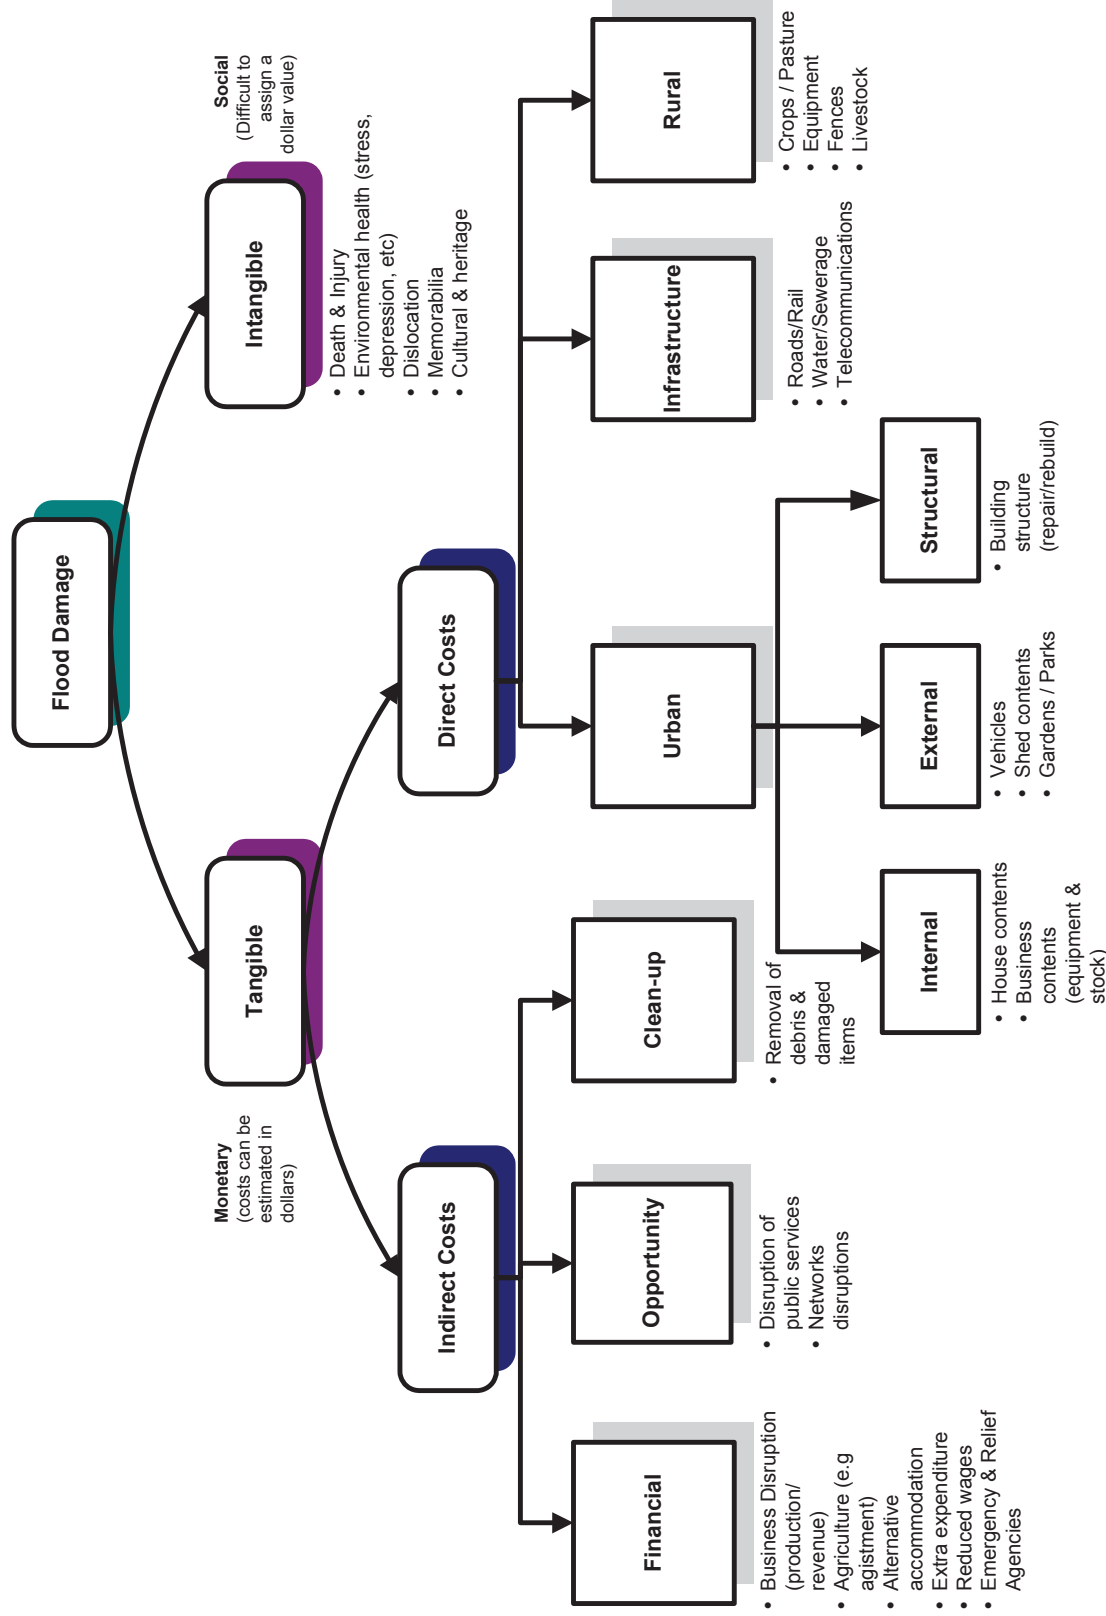 Flood Damage
Monetary
(costs can be
estimated in
dollars)
Tangible
Intangible
Social
(Difficult to
assign a
dollar value)
• Death & Injury
• Environmental health (stress,
depression, etc)
• Dislocation
• Memorabilia
• Cultural & heritage
Indirect Costs
Direct Costs
Financial
• Business Disruption
(production/
revenue)
• Agriculture (e.g
agistment)
• Alternative
accommodation
• Extra expenditure
• Reduced wages
• Emergency & Relief
Agencies
Opportunity
• Disruption of
public services
• Networks
disruptions
Clean-up
• Removal of
debris &
damaged
items
Urban
Infrastructure
• Roads/Rail
• Water/Sewerage
• Telecommunications
Rural
• Crops / Pasture
• Equipment
• Fences
• Livestock
Internal
• House contents
• Business
contents
(equipment &
stock)
External
• Vehicles
• Shed contents
• Gardens / Parks
Structural
• Building
structure
(repair/rebuild)